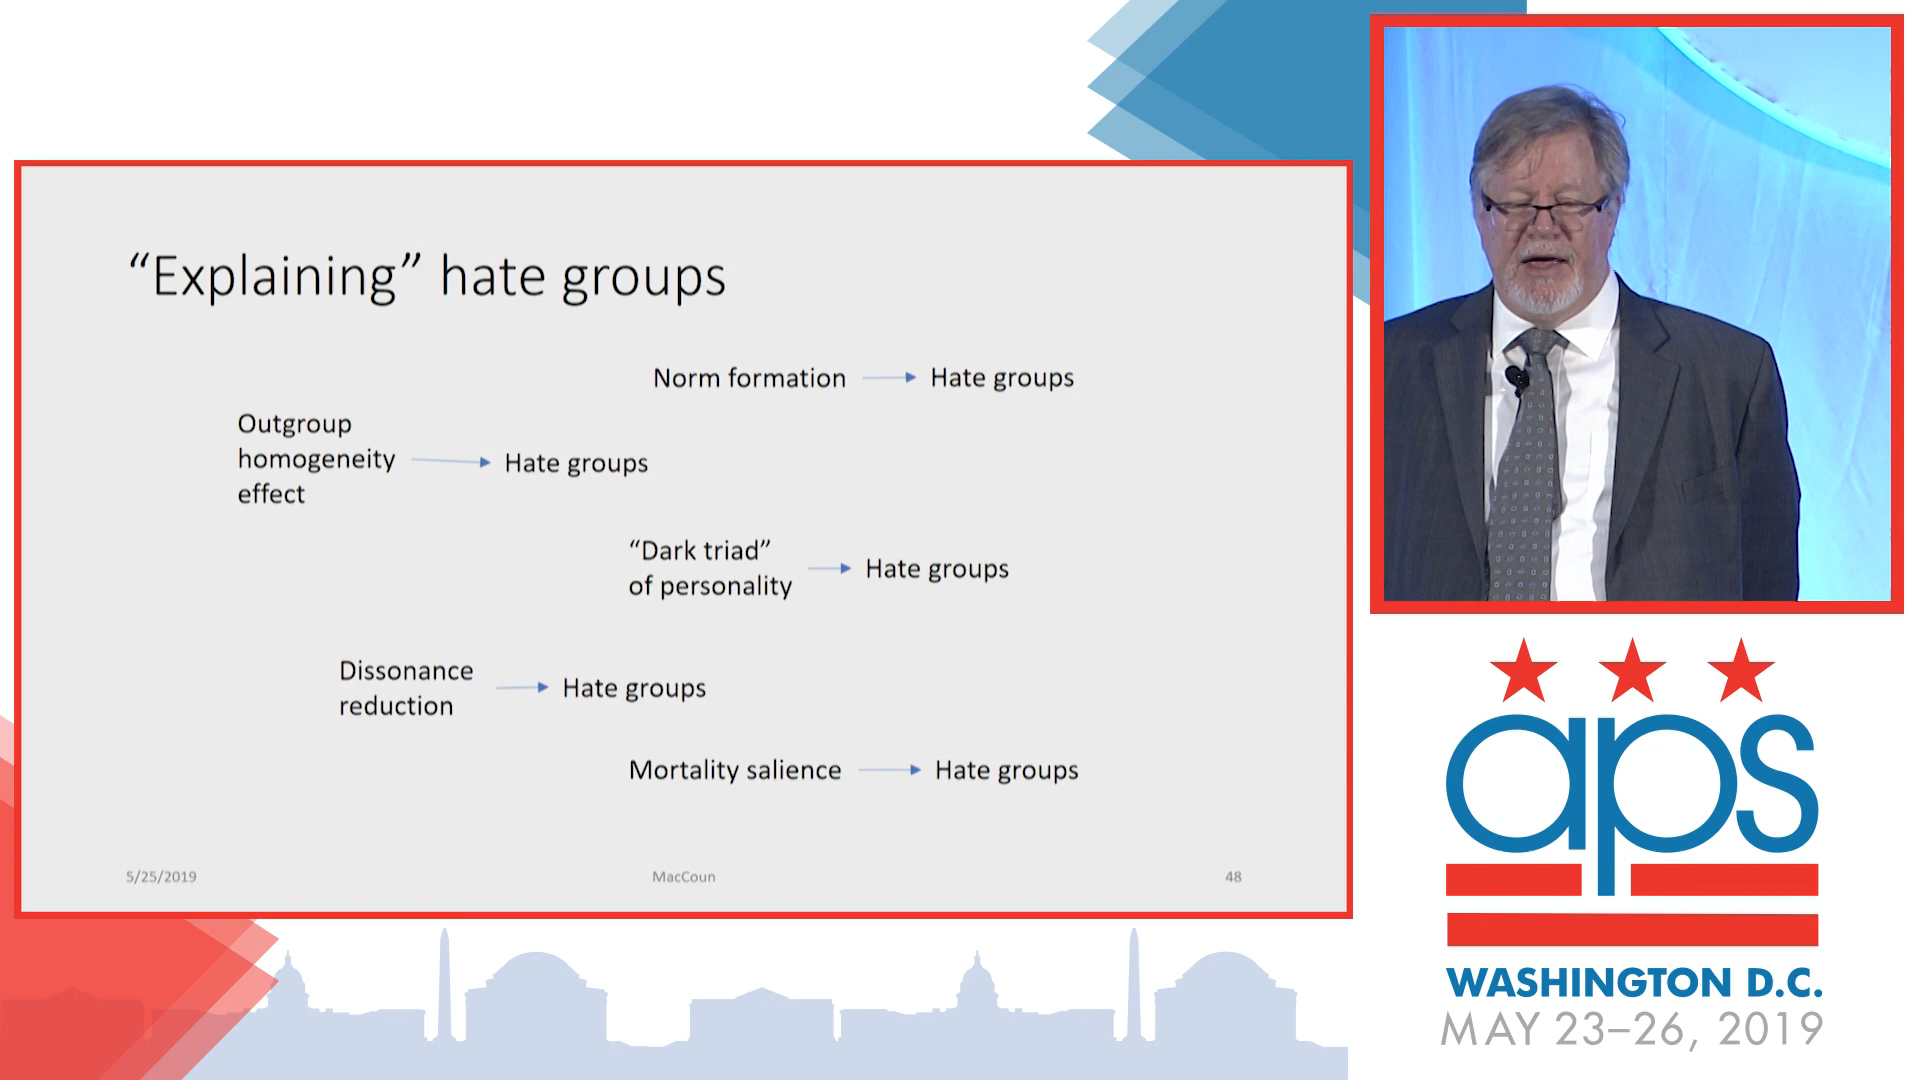 “Explaining” hate groups
Norm formation
Hate groups
Outgroup
homogeneity
effect
Hate groups
“Dark triad”
of personality
Hate groups
Dissonance
reduction
Hate groups
Mortality salience
Hate groups
5/25/2019
MacCoun
48
aps
WASHINGTON D.C.
MAY 23–26, 2019